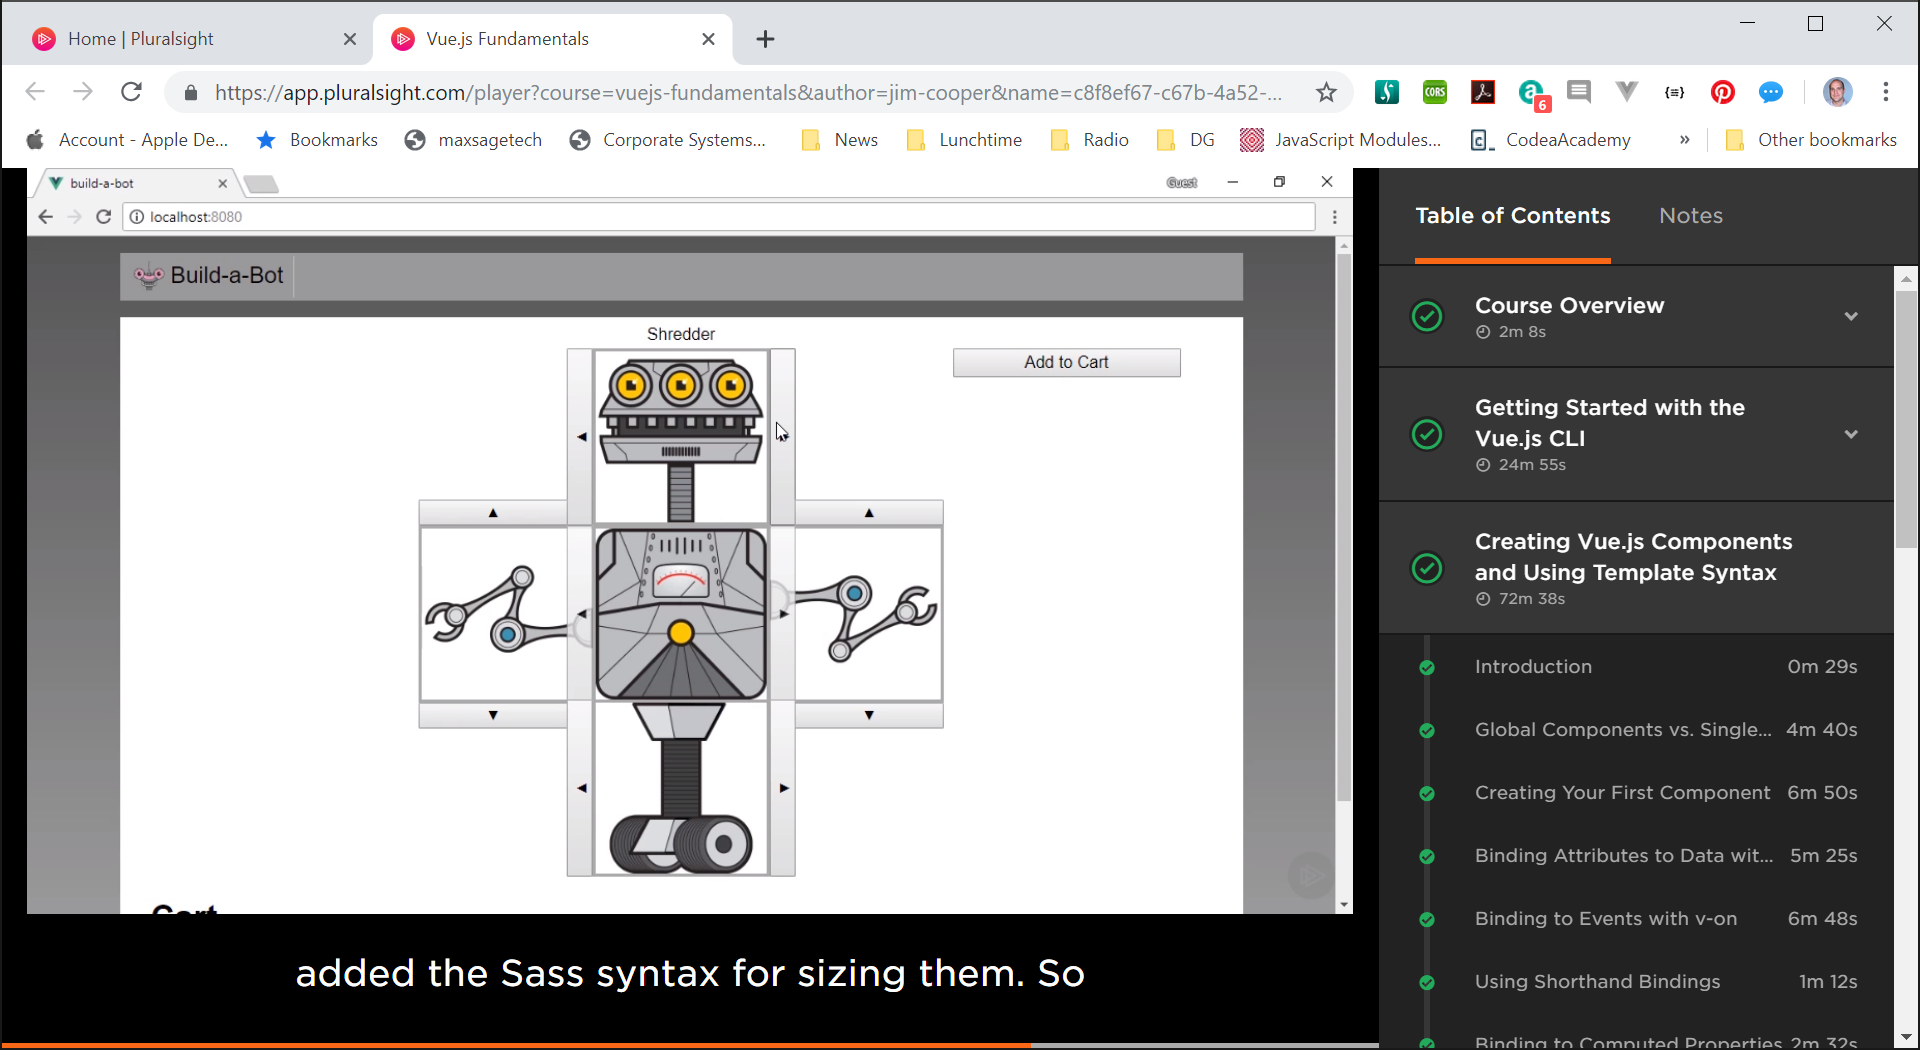 Home | Pluralsight
Vue.js Fundamentals
https://app.pluralsight.com/player?course=vuejs-fundamentals&author=jim-cooper&name=c8f8ef67-c67b-4a52-...
CORS
6
{≡}
Account - Apple De...
Bookmarks
maxsagetech
Corporate Systems...
News
Lunchtime
Radio
DG
JavaScript Modules...
CodeaAcademy
»
Other bookmarks
build-a-bot
Guest
localhost:8080
Build-a-Bot
Shredder
Add to Cart
Cart
added the Sass syntax for sizing them. So
Table of Contents
Notes
Course Overview
2m 8s
Getting Started with the
Vue.js CLI
24m 55s
Creating Vue.js Components
and Using Template Syntax
72m 38s
Introduction 0m 29s
Global Components vs. Single... 4m 40s
Creating Your First Component 6m 50s
Binding Attributes to Data wit... 5m 25s
Binding to Events with v-on 6m 48s
Using Shorthand Bindings 1m 12s
Binding to Computed Properties 2m 32s